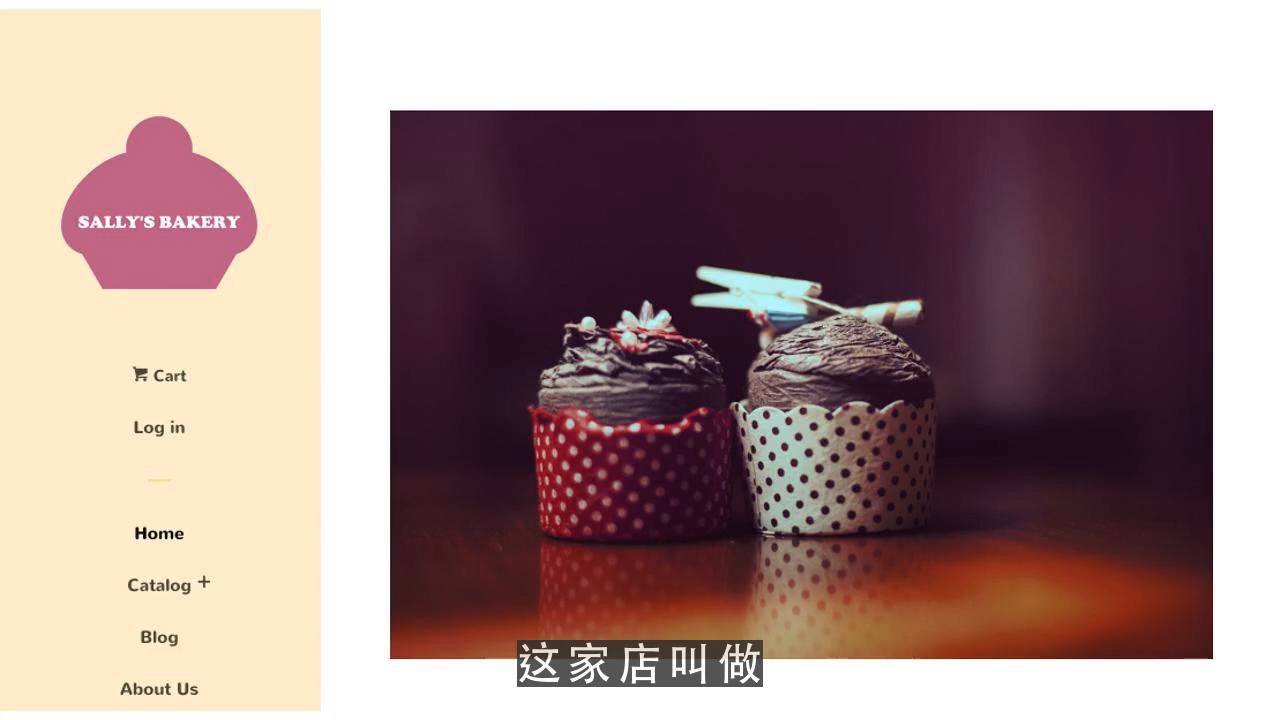 SALLY'S BAKERY
Cart
Log in
Home
Catalog +
Blog
About Us
这家店叫做